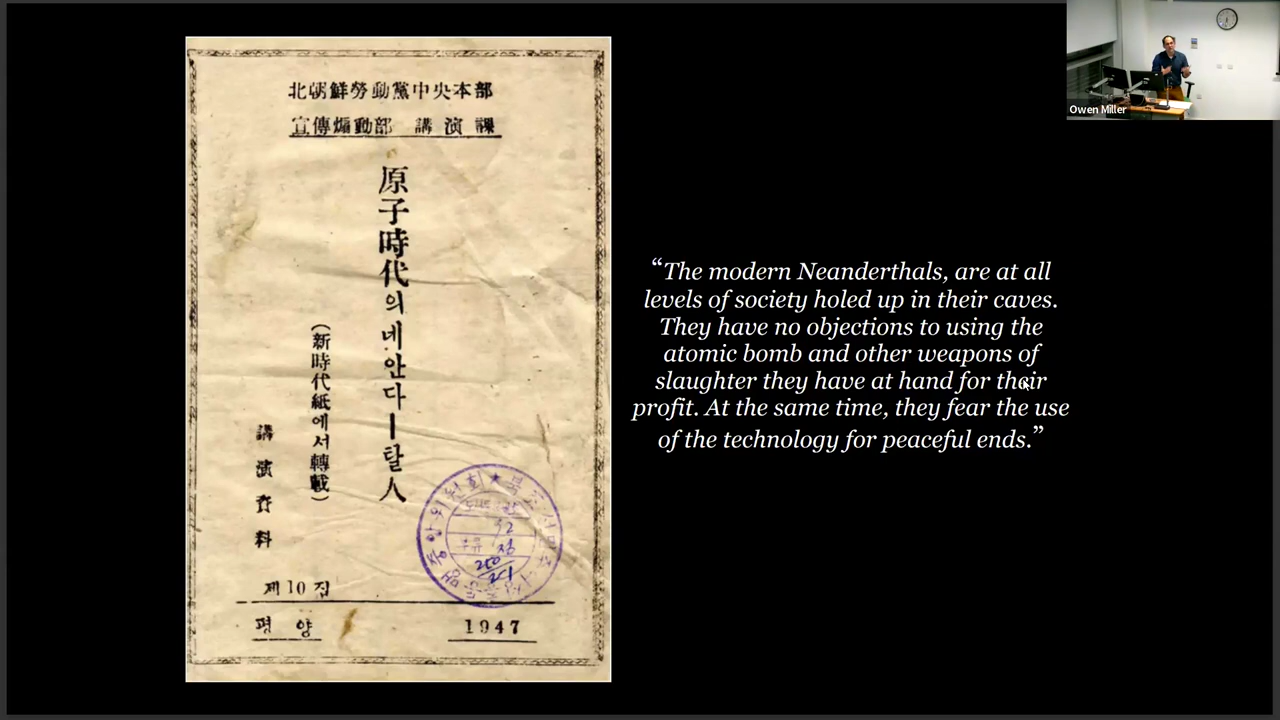 北朝鮮勞動黨中央本部
宣傳煽動部 講演課
原子時代의네안다ー탈人
(新時代紙에서轉載)
講演資料
제10집
평양
1947
“The modern Neanderthals, are at all
levels of society holed up in their caves.
They have no objections to using the
atomic bomb and other weapons of
slaughter they have at hand for their
profit. At the same time, they fear the use
of the technology for peaceful ends.”
Owen Miller